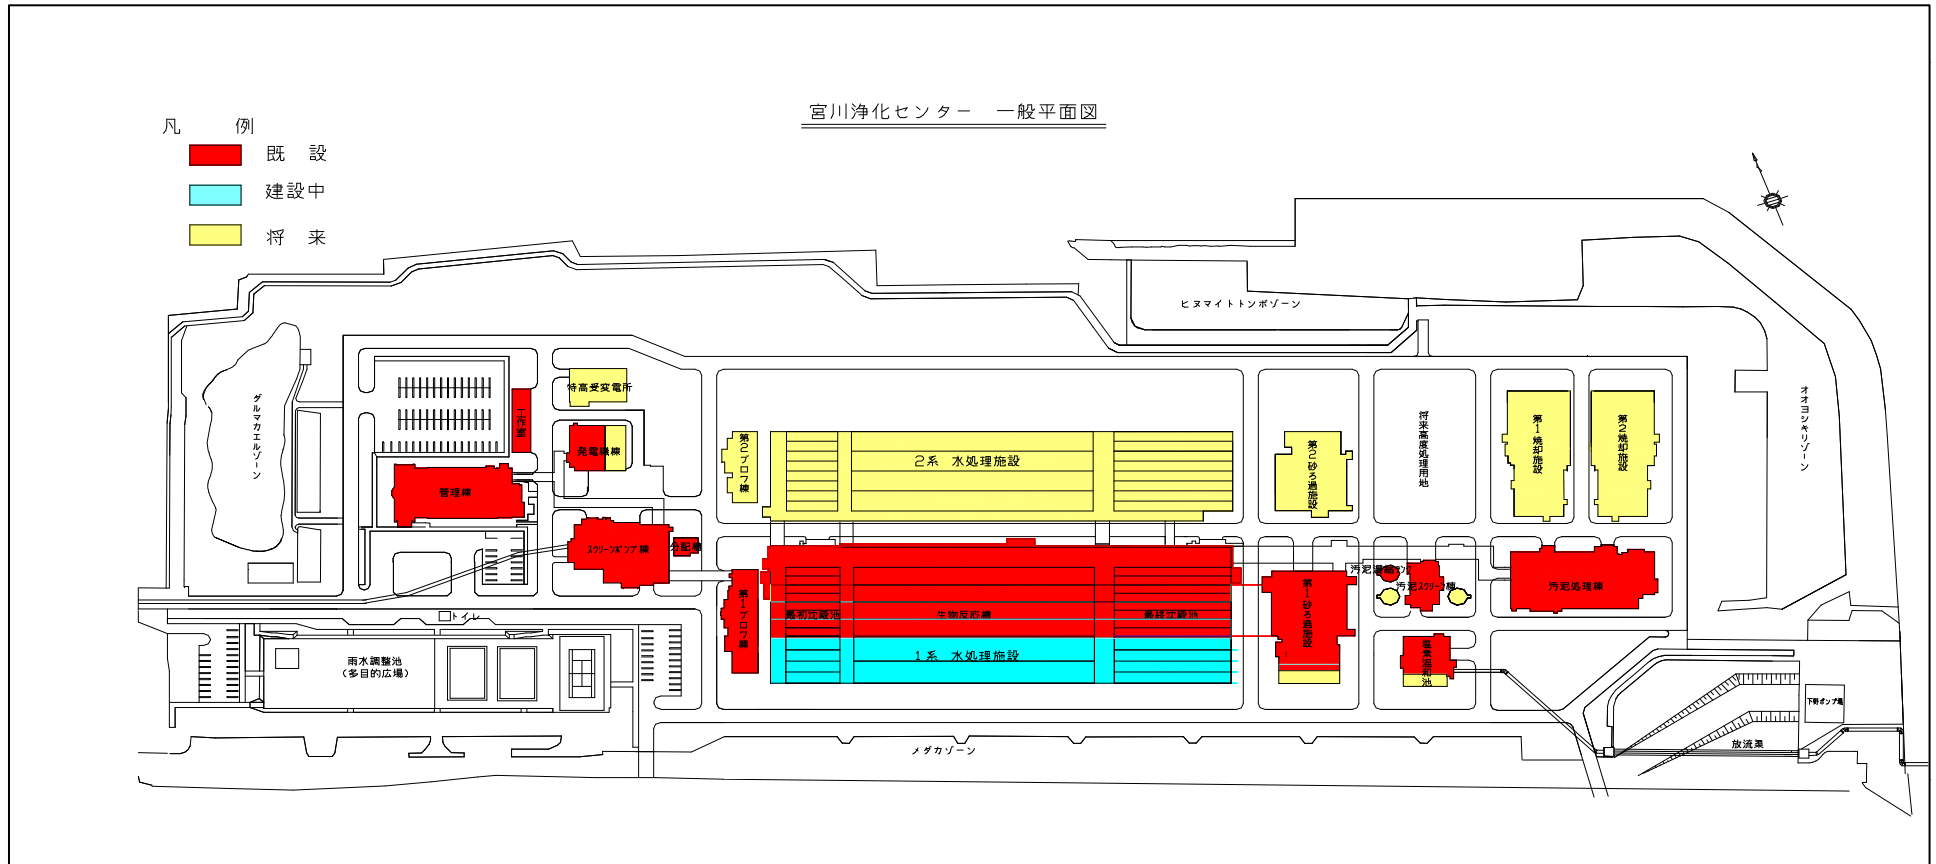 宮川浄化センター 一般平面図
凡 例
既 設
建設中
将 来
ヒヌマイトトンボゾーン
ダルマガエルゾーン
オオヨシキリゾーン
特高受変電所
工作室
発電機棟
管理棟
スクリーンポンプ棟
分配槽
第2ブロワ棟
2系 水処理施設
第2砂ろ過施設
将来高度処理用地
第1焼却施設
第2焼却施設
第1ブロワ棟
最初沈殿池
生物反応槽
最終沈殿池
1系 水処理施設
第1砂ろ過施設
汚泥スクリーン棟
汚泥処理棟
塩素混和池
トイレ
雨水調整池
(多目的広場)
メダカゾーン
下野ポンプ場
放流渠